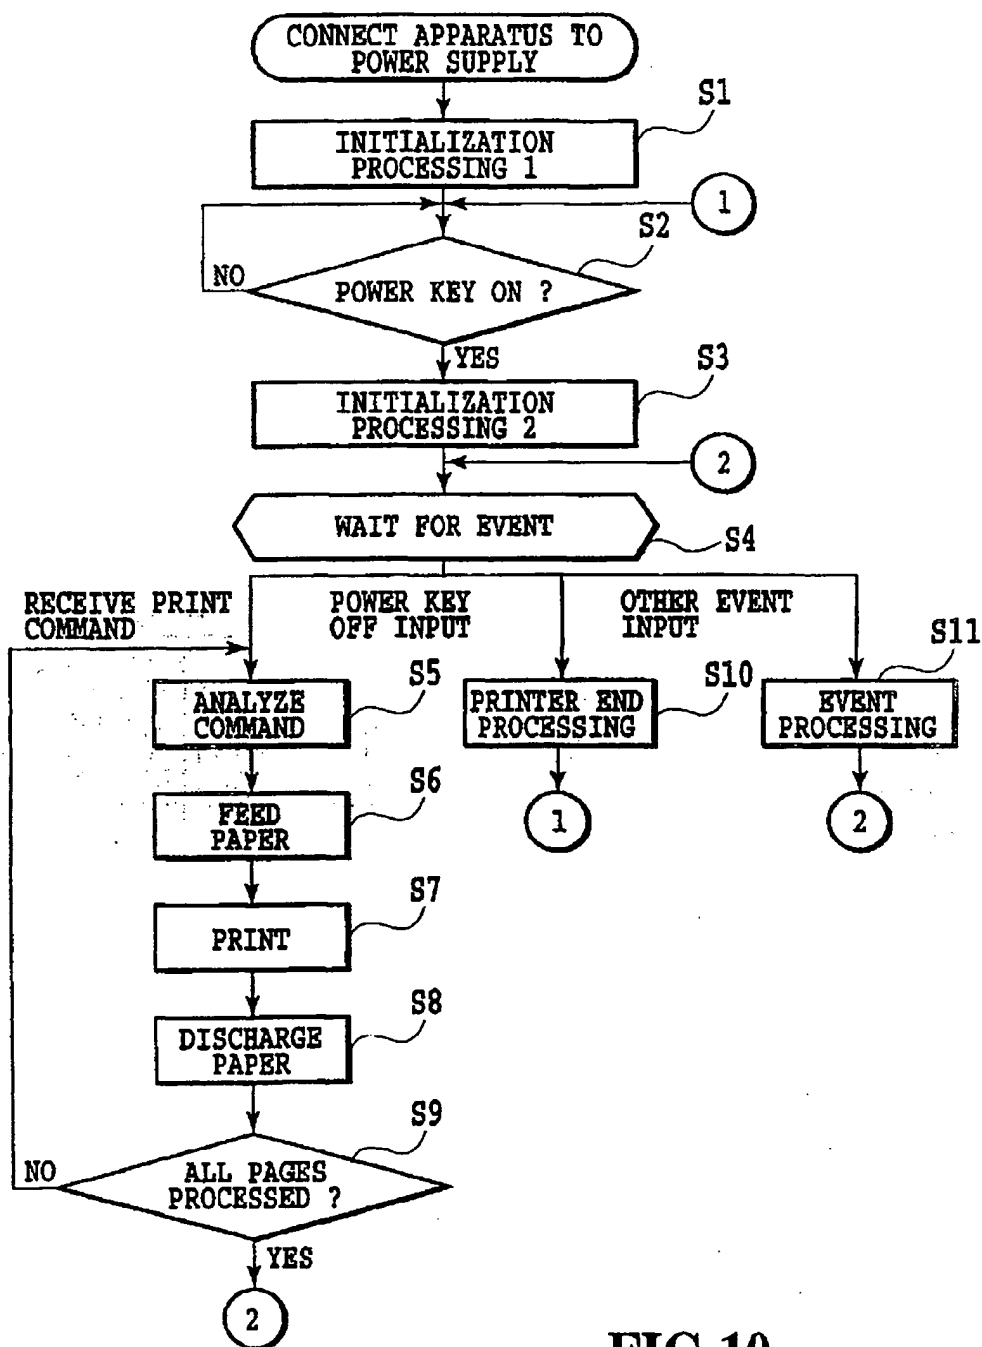 CONNECT APPARATUS TO
POWER SUPPLY
S1
INITIALIZATION
PROCESSING 1
1
S2
NO
POWER KEY ON ?
YES
S3
INITIALIZATION
PROCESSING 2
2
WAIT FOR EVENT
S4
RECEIVE PRINT
COMMAND
POWER KEY
OFF INPUT
OTHER EVENT
INPUT
S5
ANALYZE
COMMAND
S10
PRINTER END
PROCESSING
S11
EVENT
PROCESSING
S6
FEED
PAPER
1
2
S7
PRINT
S8
DISCHARGE
PAPER
S9
NO
ALL PAGES
PROCESSED ?
YES
2
FIG.10